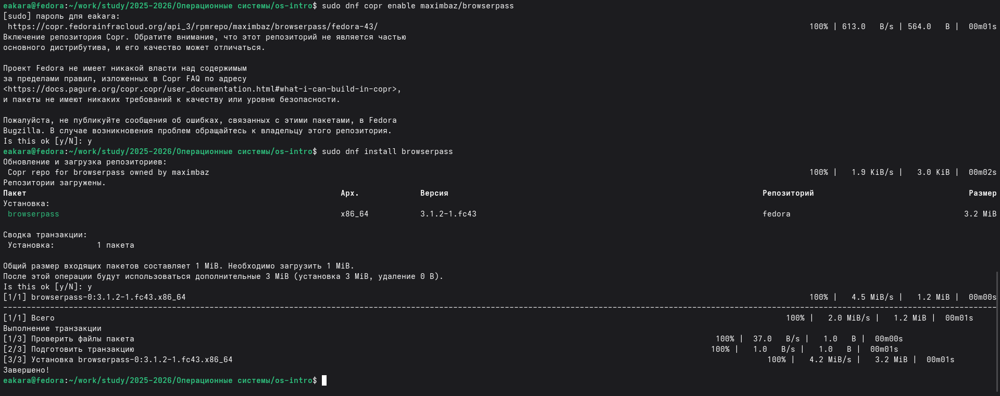 eakara@fedora:~/work/study/2025-2026/Операционные системы/os-intro$ sudo dnf copr enable maximbaz/browserpass
[sudo] пароль для eakara:
https://copr.fedorainfracloud.org/api_3/rpmrepo/maximbaz/browserpass/fedora-43/ 100% | 613.0 B/s | 564.0 B | 00m01s
Включение репозитория Copr. Обратите внимание, что этот репозиторий не является частью
основного дистрибутива, и его качество может отличаться.

Проект Fedora не имеет никакой власти над содержимым
за пределами правил, изложенных в Copr FAQ по адресу
<https://docs.pagure.org/copr.copr/user_documentation.html#what-i-can-build-in-copr>,
и пакеты не имеют никаких требований к качеству или уровню безопасности.

Пожалуйста, не публикуйте сообщения об ошибках, связанных с этими пакетами, в Fedora
Bugzilla. В случае возникновения проблем обращайтесь к владельцу этого репозитория.
Is this ok [y/N]: y
eakara@fedora:~/work/study/2025-2026/Операционные системы/os-intro$ sudo dnf install browserpass
Обновление и загрузка репозиториев:
Copr repo for browserpass owned by maximbaz 100% | 1.9 KiB/s | 3.0 KiB | 00m02s
Репозитории загружены.
Пакет Арх. Версия Репозиторий Размер
Установка:
browserpass x86_64 3.1.2-1.fc43 fedora 3.2 MiB

Сводка транзакции:
Установка: 1 пакета

Общий размер входящих пакетов составляет 1 MiB. Необходимо загрузить 1 MiB.
После этой операции будут использоваться дополнительные 3 MiB (установка 3 MiB, удаление 0 B).
Is this ok [y/N]: y
[1/1] browserpass-0:3.1.2-1.fc43.x86_64 100% | 4.5 MiB/s | 1.2 MiB | 00m00s
--------------------------------------------------------------------------------
[1/1] Всего 100% | 2.0 MiB/s | 1.2 MiB | 00m01s
Выполнение транзакции
[1/3] Проверить файлы пакета 100% | 37.0 B/s | 1.0 B | 00m00s
[2/3] Подготовить транзакцию 100% | 1.0 B/s | 1.0 B | 00m01s
[3/3] Установка browserpass-0:3.1.2-1.fc43.x86_64 100% | 4.2 MiB/s | 3.2 MiB | 00m01s
Завершено!
eakara@fedora:~/work/study/2025-2026/Операционные системы/os-intro$